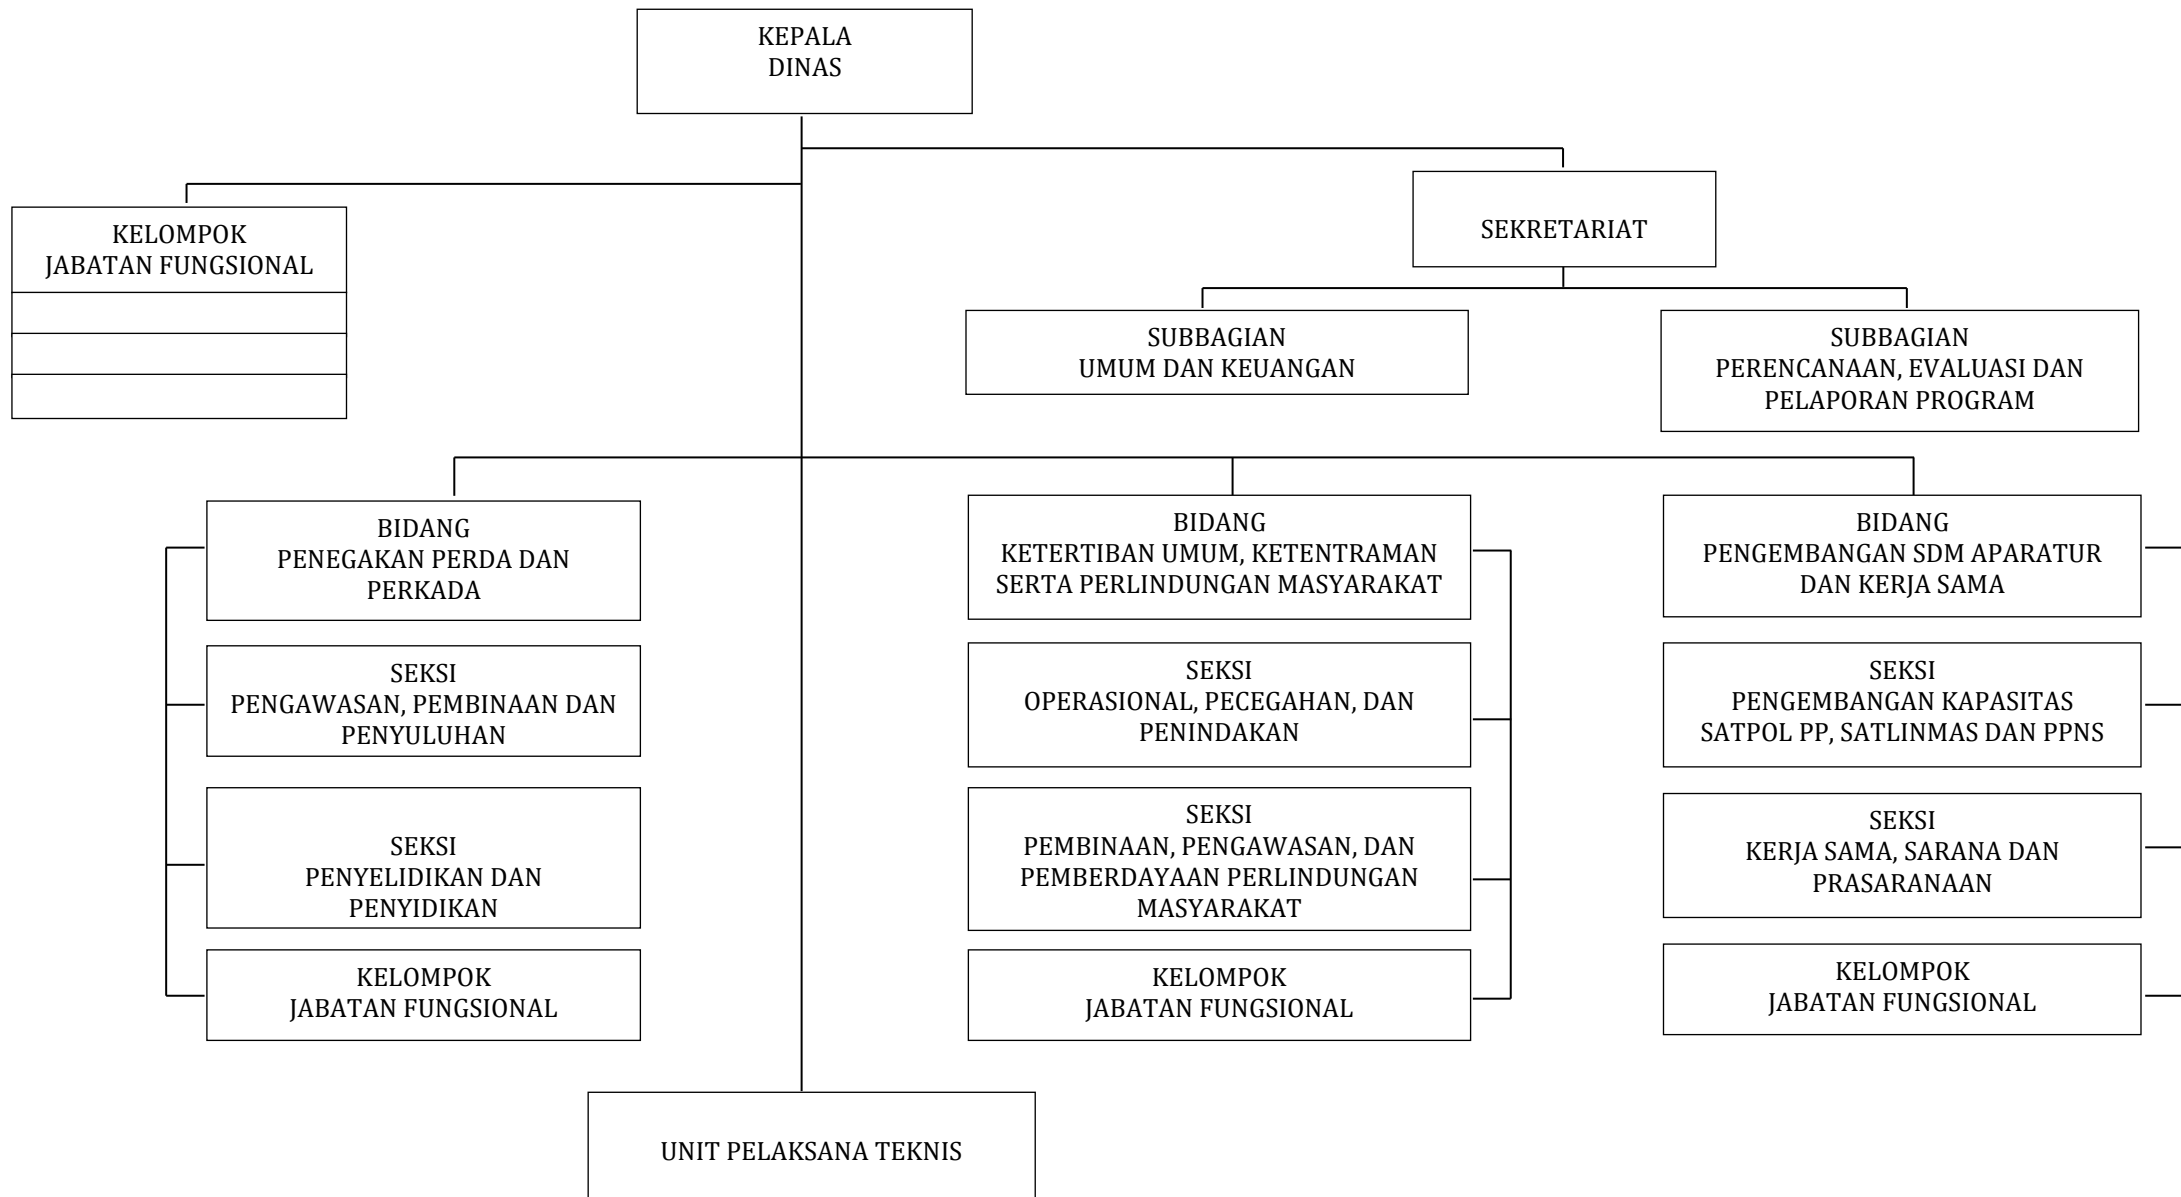 KEPALA
DINAS
SEKRETARIAT
KELOMPOK
JABATAN FUNGSIONAL
SUBBAGIAN
UMUM DAN KEUANGAN
SUBBAGIAN
PERENCANAAN, EVALUASI DAN
PELAPORAN PROGRAM
BIDANG
PENEGAKAN PERDA DAN
PERKADA
SEKSI
PENGAWASAN, PEMBINAAN DAN
PENYULUHAN
SEKSI
PENYELIDIKAN DAN
PENYIDIKAN
KELOMPOK
JABATAN FUNGSIONAL
BIDANG
KETERTIBAN UMUM, KETENTRAMAN
SERTA PERLINDUNGAN MASYARAKAT
SEKSI
OPERASIONAL, PECEGAHAN, DAN
PENINDAKAN
SEKSI
PEMBINAAN, PENGAWASAN, DAN
PEMBERDAYAAN PERLINDUNGAN
MASYARAKAT
KELOMPOK
JABATAN FUNGSIONAL
BIDANG
PENGEMBANGAN SDM APARATUR
DAN KERJA SAMA
SEKSI
PENGEMBANGAN KAPASITAS
SATPOL PP, SATLINMAS DAN PPNS
SEKSI
KERJA SAMA, SARANA DAN
PRASARANAAN
KELOMPOK
JABATAN FUNGSIONAL
UNIT PELAKSANA TEKNIS